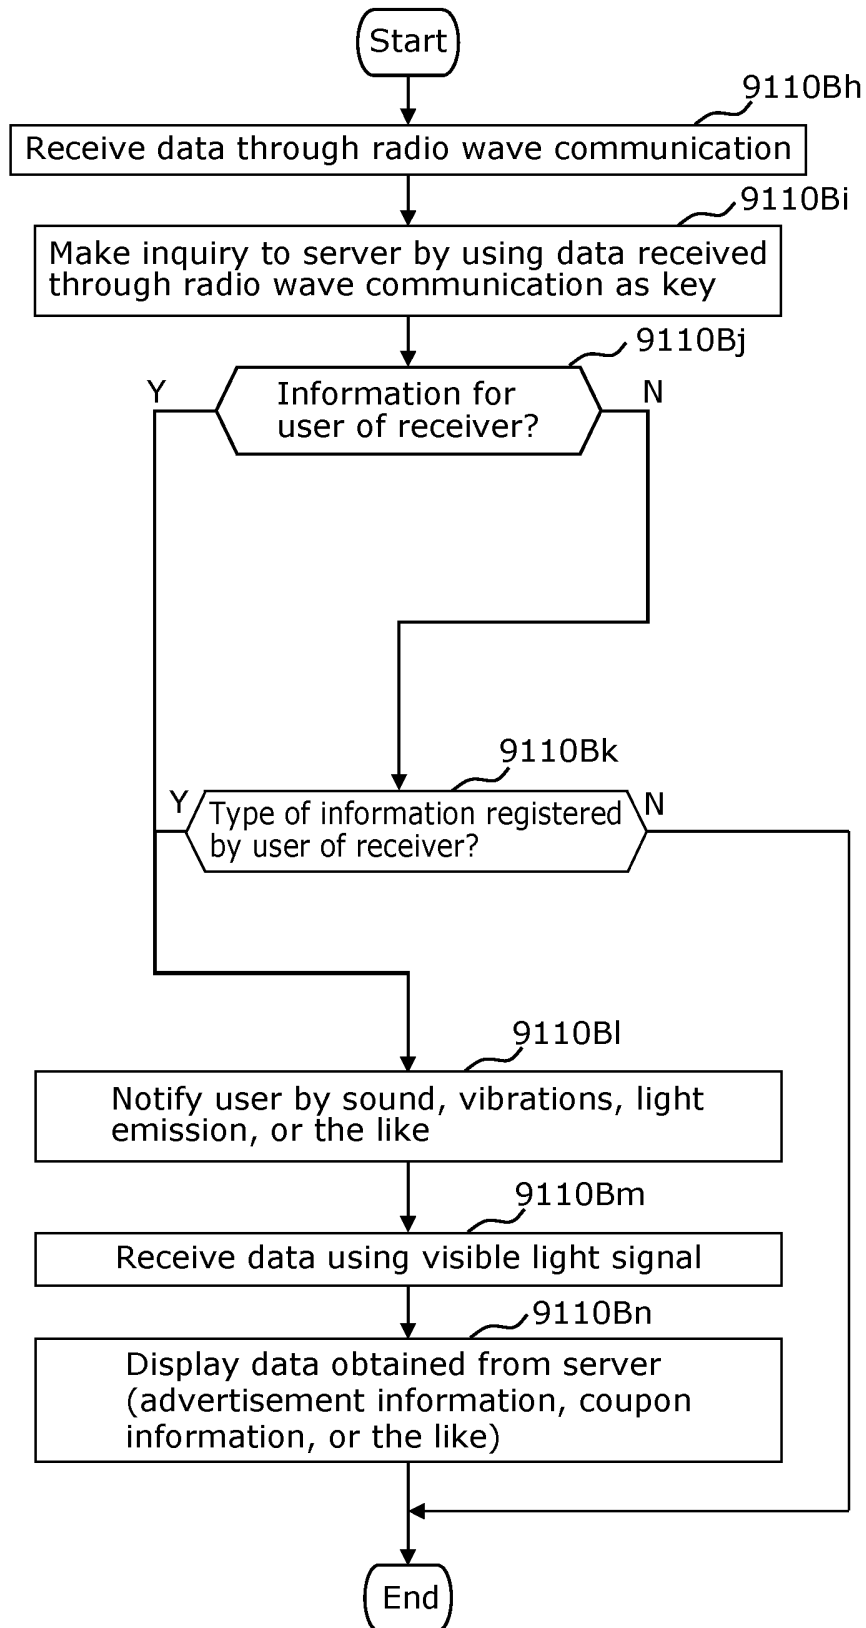 Start
9110Bh
Receive data through radio wave communication
9110Bi
Make inquiry to server by using data received
through radio wave communication as key
9110Bj
Y
Information for
user of receiver?
N
9110Bk
Y
Type of information registered
by user of receiver?
N
9110Bl
Notify user by sound, vibrations, light
emission, or the like
9110Bm
Receive data using visible light signal
9110Bn
Display data obtained from server
(advertisement information, coupon
information, or the like)
End